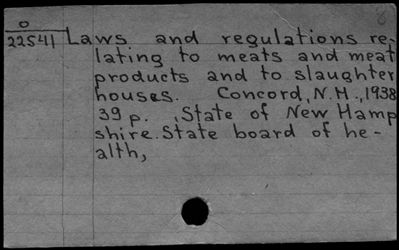 O
22541 Laws and regulations re-
lating to meats and meat
products and to slaughter
houses. Concord, N.H., 1938
39 p. , State of New Hamp
shire. State board of he-
alth,